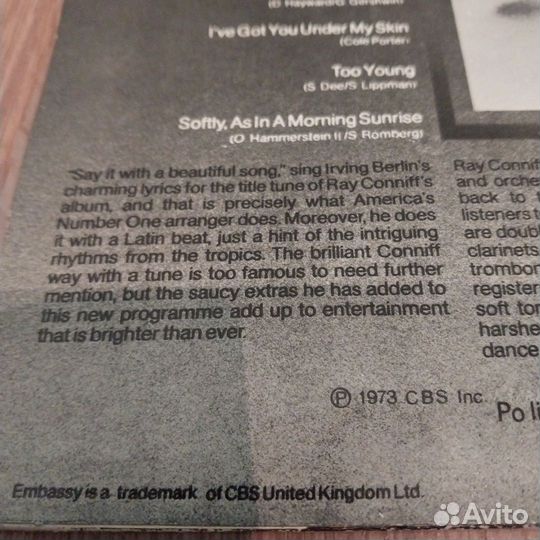 (D Hayward/G Gershwin)
I've Got You Under My Skin
(Cole Porter)
Too Young
(S Dee/S Lippman)
Softly, As In A Morning Sunrise
(O Hammerstein II/S Romberg)
"Say it with a beautiful song," sing Irving Berlin's
charming lyrics for the title tune of Ray Conniff's
album, and that is precisely what America's
Number One arranger does. Moreover, he does
it with a Latin beat, just a hint of the intriguing
rhythms from the tropics. The brilliant Conniff
way with a tune is too famous to need further
mention, but the saucy extras he has added to
this new programme add up to entertainment
that is brighter than ever.
Ray Conniff
and orche
back to t
listeners t
are doubl
clarinets
trombon
register
soft tor
harshe
dance
Ⓟ 1973 CBS Inc.
Po li
Embassy is a trademark of CBS United Kingdom Ltd.
Avito